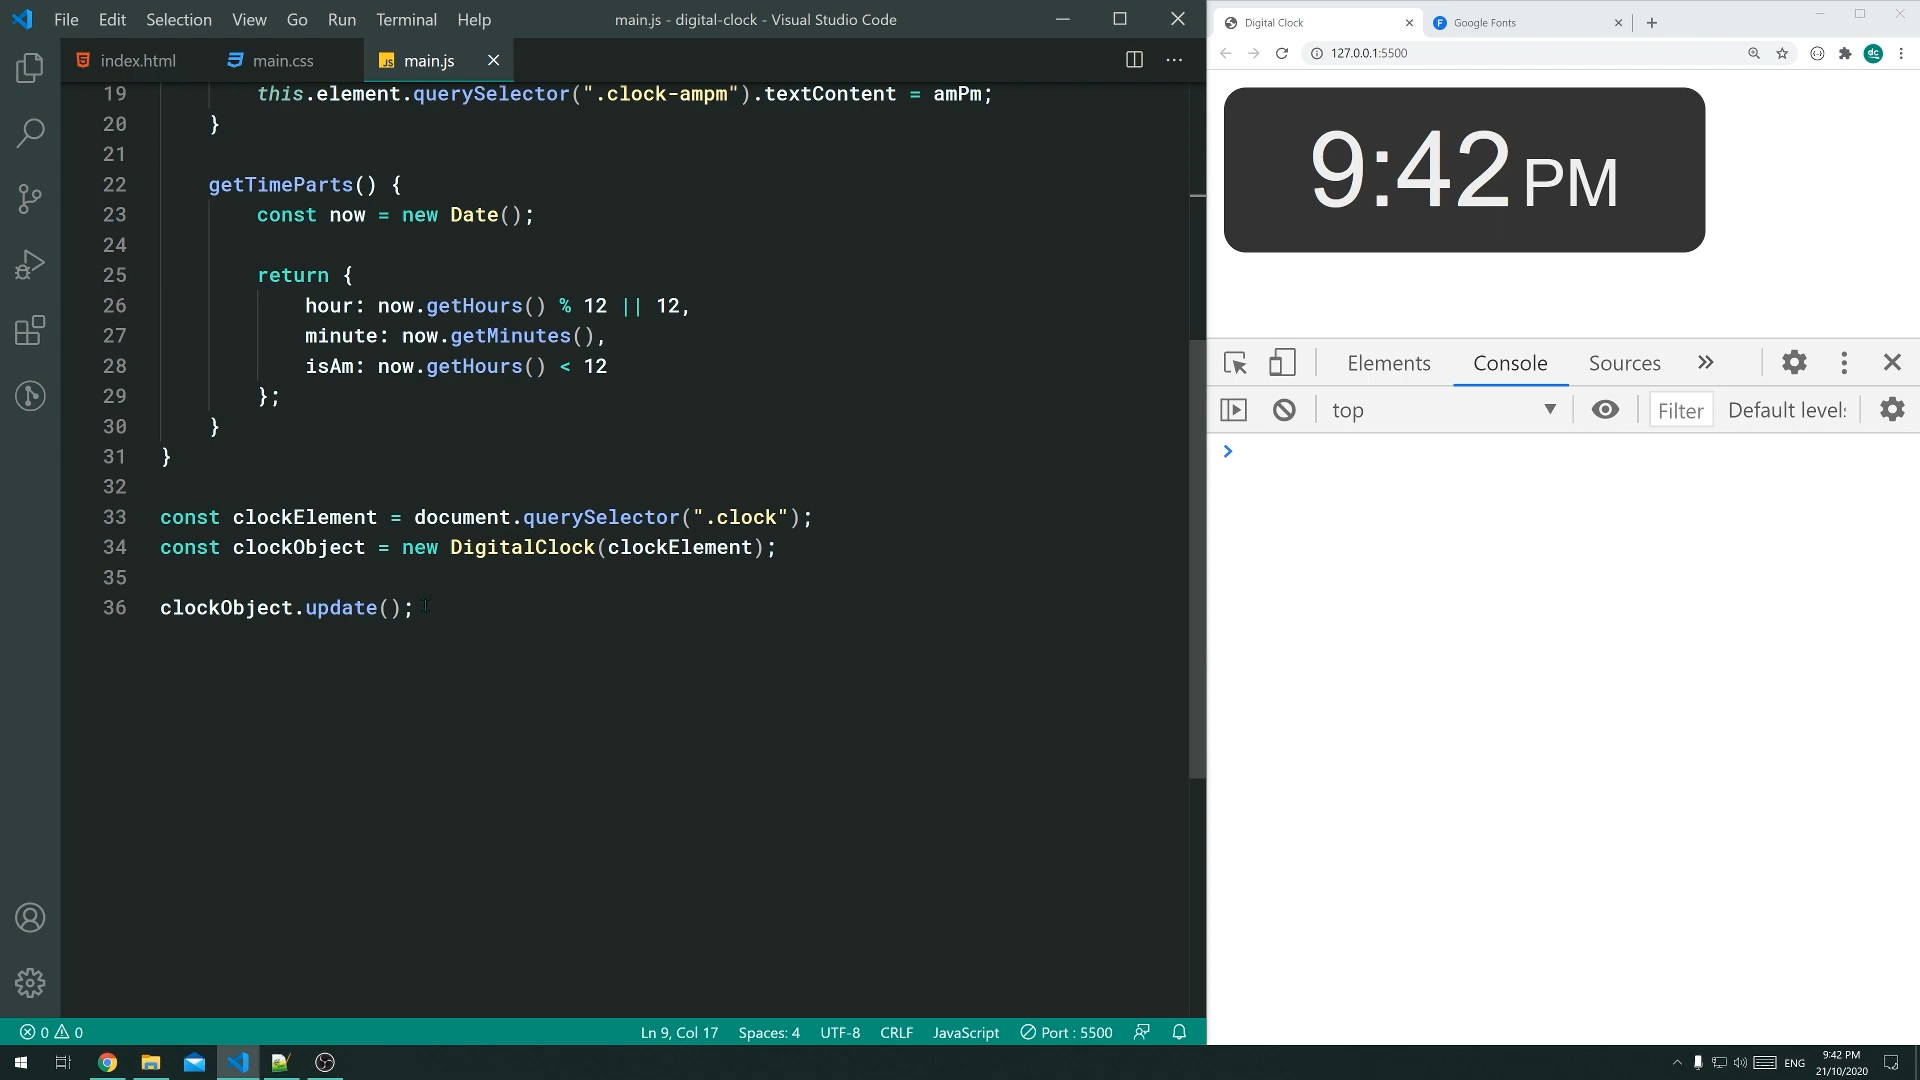 File Edit Selection View Go Run Terminal Help
main.js - digital-clock - Visual Studio Code
index.html
main.css
JS main.js
19 this.element.querySelector(".clock-ampm").textContent = amPm;
20 }
21
22 getTimeParts() {
23 const now = new Date();
24
25 return {
26 hour: now.getHours() % 12 || 12,
27 minute: now.getMinutes(),
28 isAm: now.getHours() < 12
29 };
30 }
31 }
32
33 const clockElement = document.querySelector(".clock");
34 const clockObject = new DigitalClock(clockElement);
35
36 clockObject.update();
0 0
Ln 9, Col 17 Spaces: 4 UTF-8 CRLF JavaScript Port : 5500
Digital Clock
F Google Fonts
127.0.0.1:5500
dc
9:42 PM
Elements Console Sources
top Filter Default levels
ENG
9:42 PM
21/10/2020